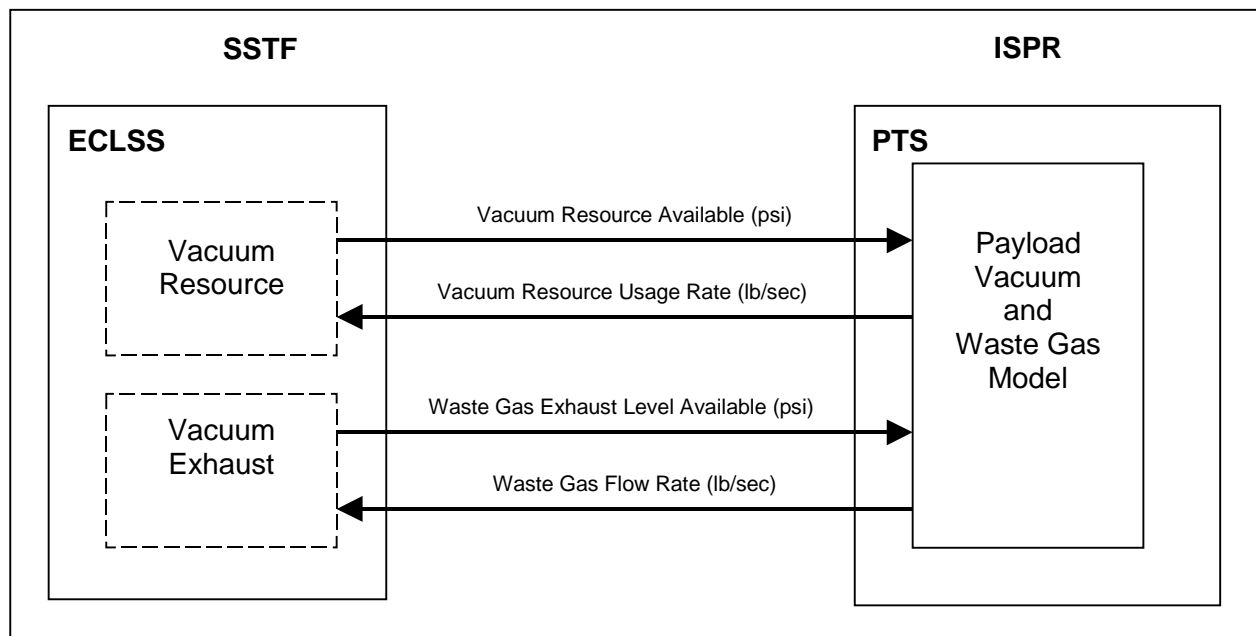 SSTF
ISPR
ECLSS
PTS
Vacuum
Resource
Vacuum Resource Available (psi)
Vacuum Resource Usage Rate (lb/sec)
Payload
Vacuum
and
Waste Gas
Model
Vacuum
Exhaust
Waste Gas Exhaust Level Available (psi)
Waste Gas Flow Rate (lb/sec)